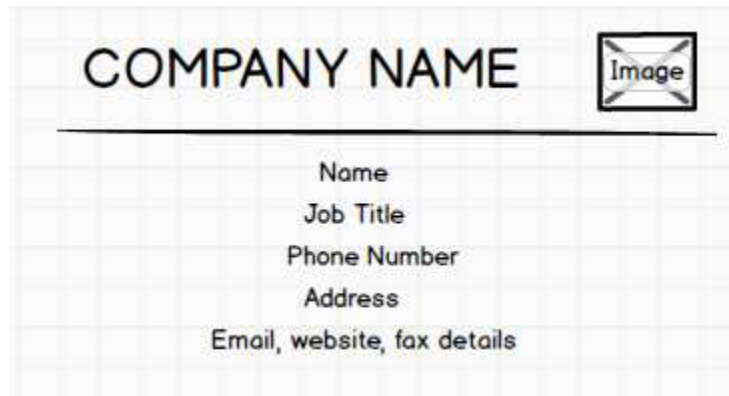 COMPANY NAME
Image
Name
Job Title
Phone Number
Address
Email, website, fax details